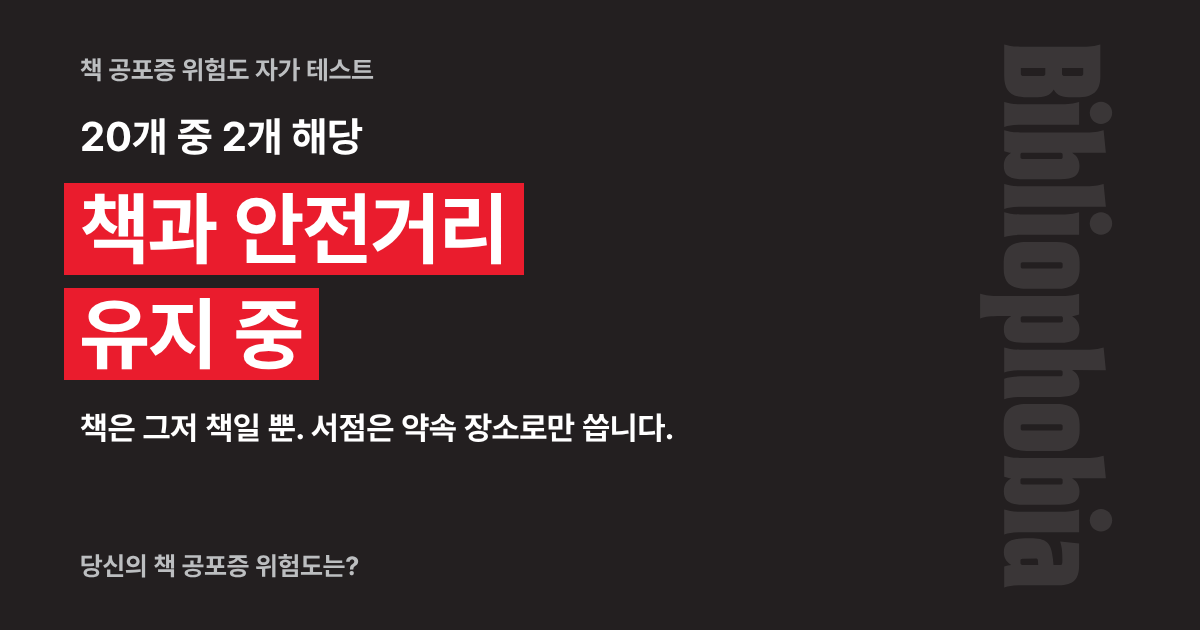 책 공포증 위험도 자가 테스트
20개 중 2개 해당
책과 안전거리
유지 중
책은 그저 책일 뿐. 서점은 약속 장소로만 씁니다.
당신의 책 공포증 위험도는?
Bibliophobia